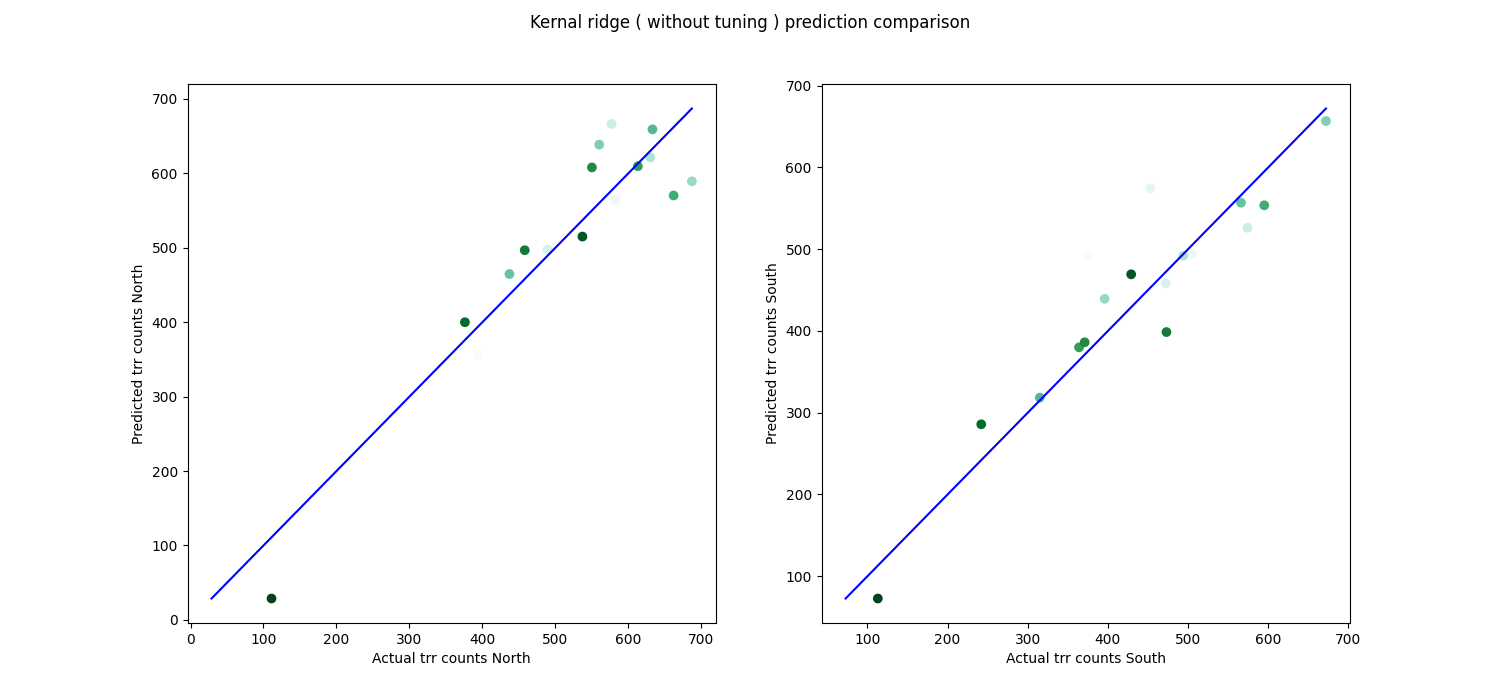 Kernal ridge ( without tuning ) prediction comparison
700
600
500
400
300
200
100
0
Predicted trr counts North
0 100 200 300 400 500 600 700
Actual trr counts North
700
600
500
400
300
200
100
Predicted trr counts South
100 200 300 400 500 600 700
Actual trr counts South